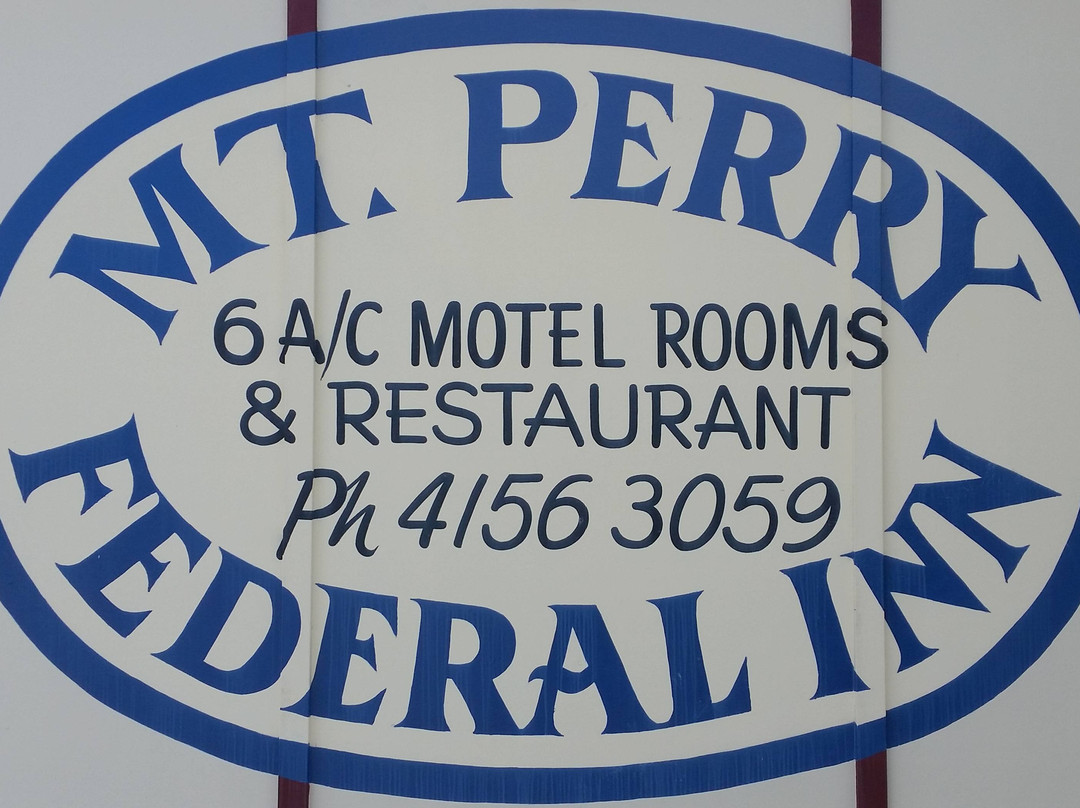 MT. PERRY
6 A/C MOTEL ROOMS
& RESTAURANT
Ph 4156 3059
FEDERAL INN